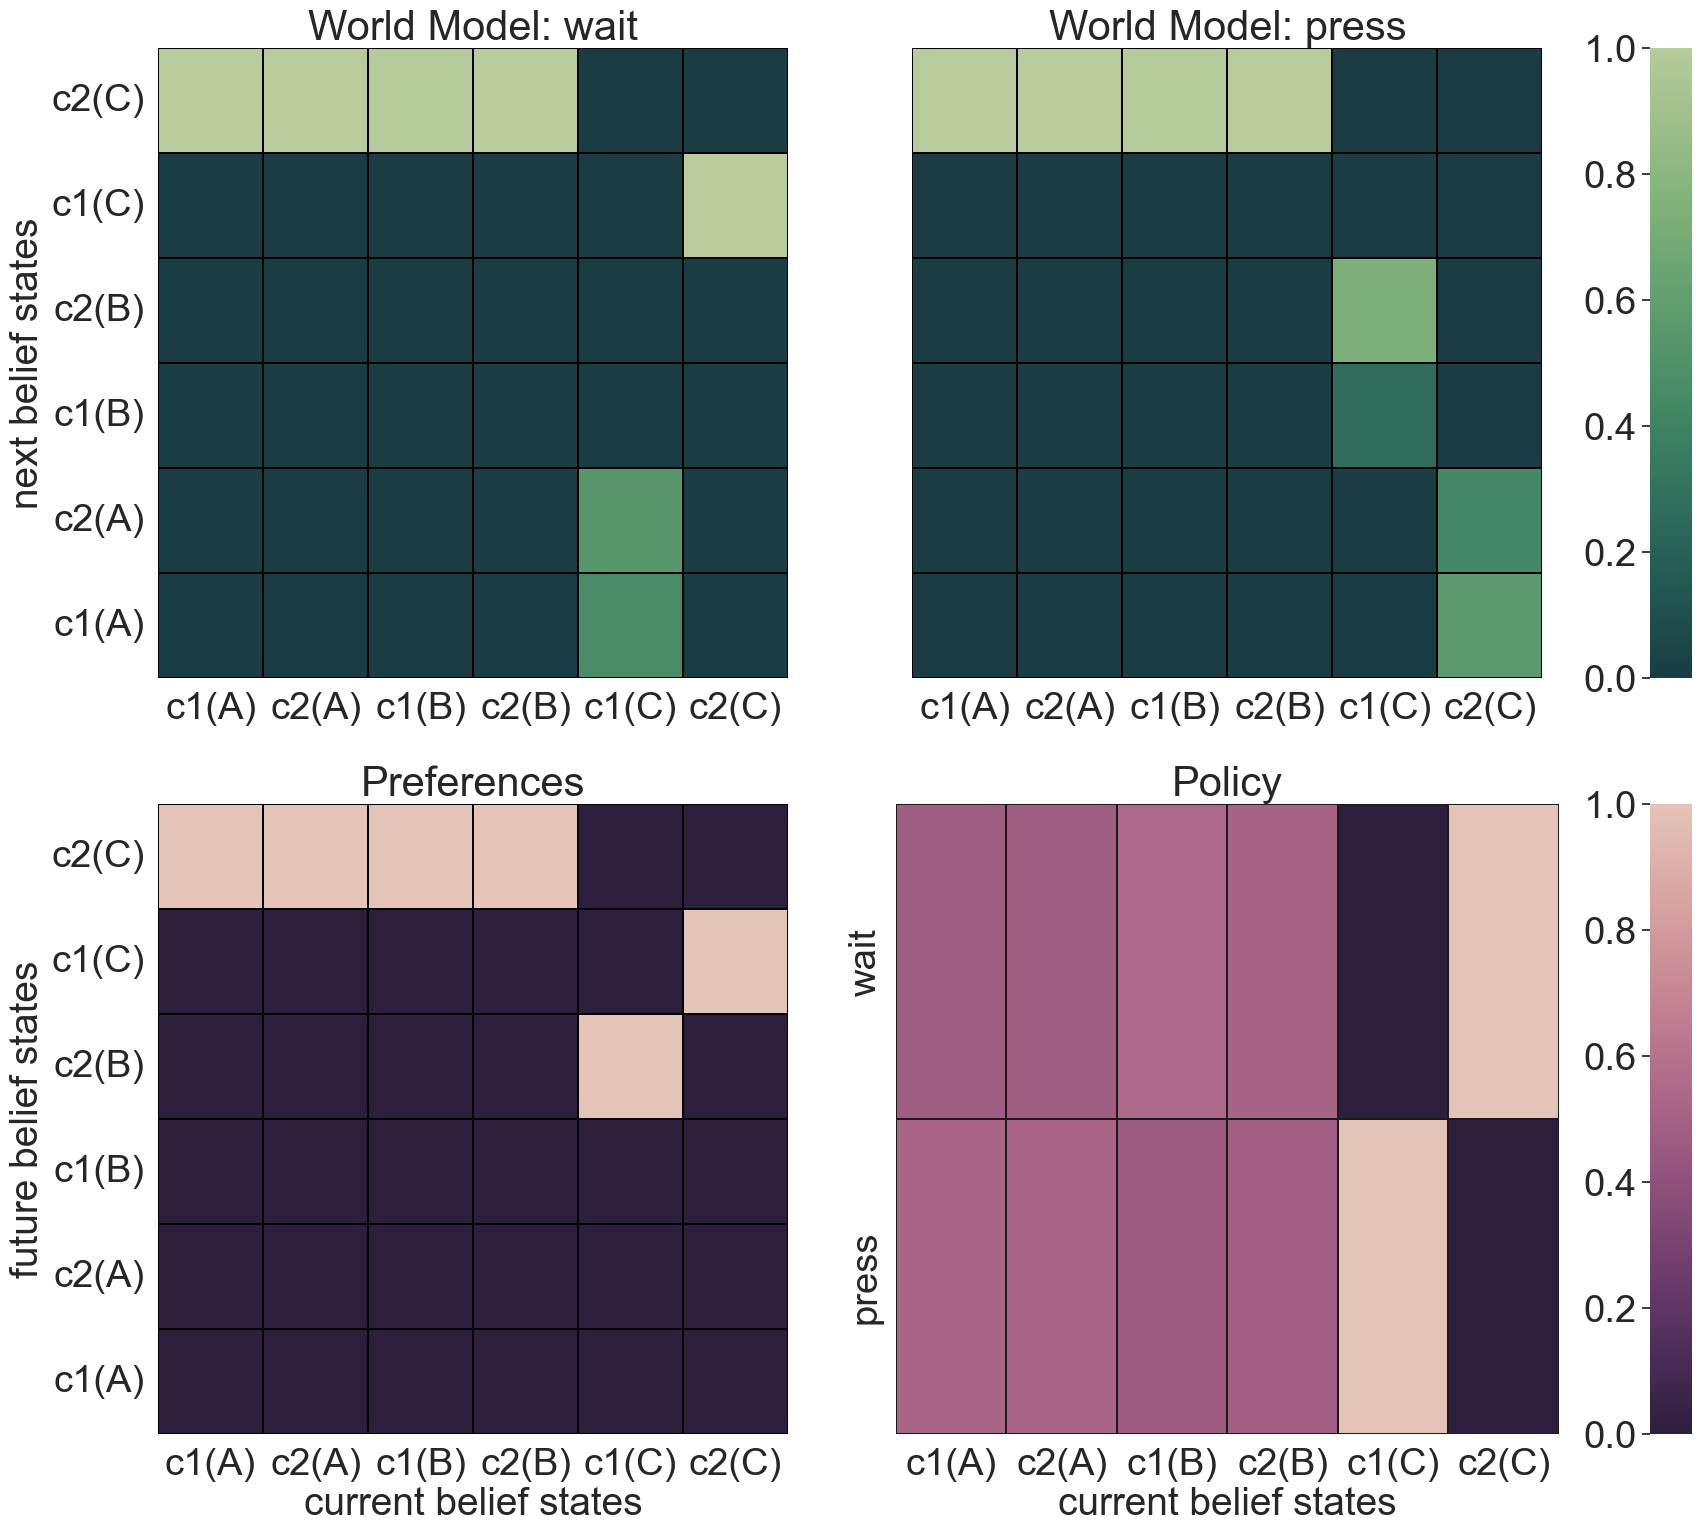 World Model: wait
World Model: press
next belief states
c2(C)
c1(C)
c2(B)
c1(B)
c2(A)
c1(A)
c1(A) c2(A) c1(B) c2(B) c1(C) c2(C)
c1(A) c2(A) c1(B) c2(B) c1(C) c2(C)
1.0
0.8
0.6
0.4
0.2
0.0
Preferences
Policy
future belief states
c2(C)
c1(C)
c2(B)
c1(B)
c2(A)
c1(A)
c1(A) c2(A) c1(B) c2(B) c1(C) c2(C)
current belief states
wait
press
c1(A) c2(A) c1(B) c2(B) c1(C) c2(C)
current belief states
1.0
0.8
0.6
0.4
0.2
0.0